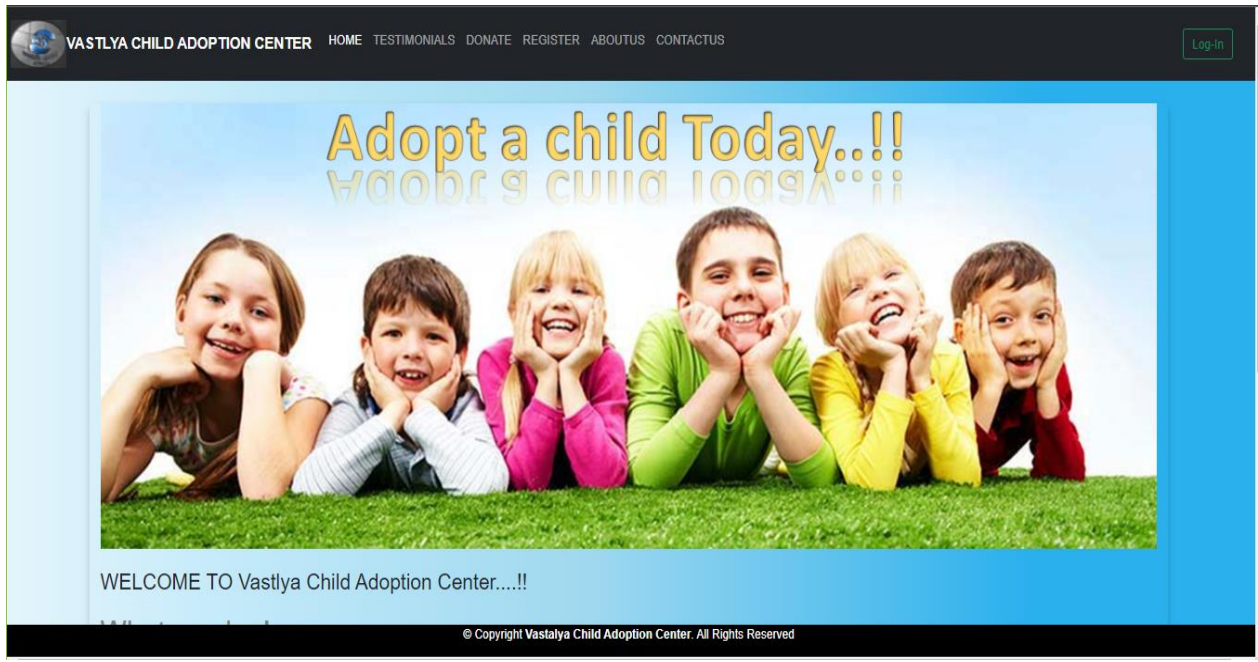 VASTLYA CHILD ADOPTION CENTER HOME TESTIMONIALS DONATE REGISTER ABOUTUS CONTACTUS Log-In
Adopt a child Today..!!
WELCOME TO Vastlya Child Adoption Center....!!
© Copyright Vastalya Child Adoption Center. All Rights Reserved